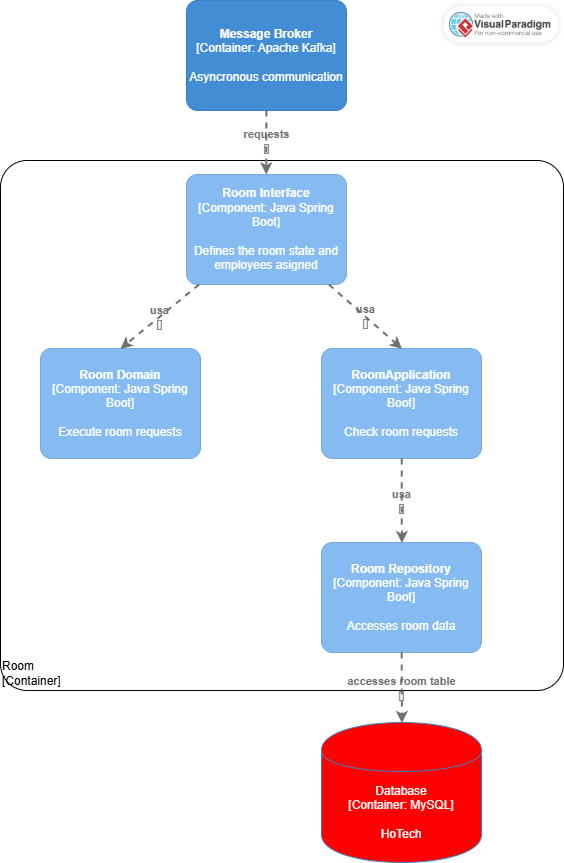 Message Broker
[Container: Apache Kafka]
Asyncronous communication
Made with
Visual Paradigm
For non-commercial use
requests
Room Interface
[Component: Java Spring
Boot]
Defines the room state and
employees asigned
usa
usa
Room Domain
[Component: Java Spring
Boot]
Execute room requests
RoomApplication
[Component: Java Spring
Boot]
Check room requests
usa
Room Repository
[Component: Java Spring
Boot]
Accesses room data
Room
[Container]
accesses room table
Database
[Container: MySQL]
HoTech